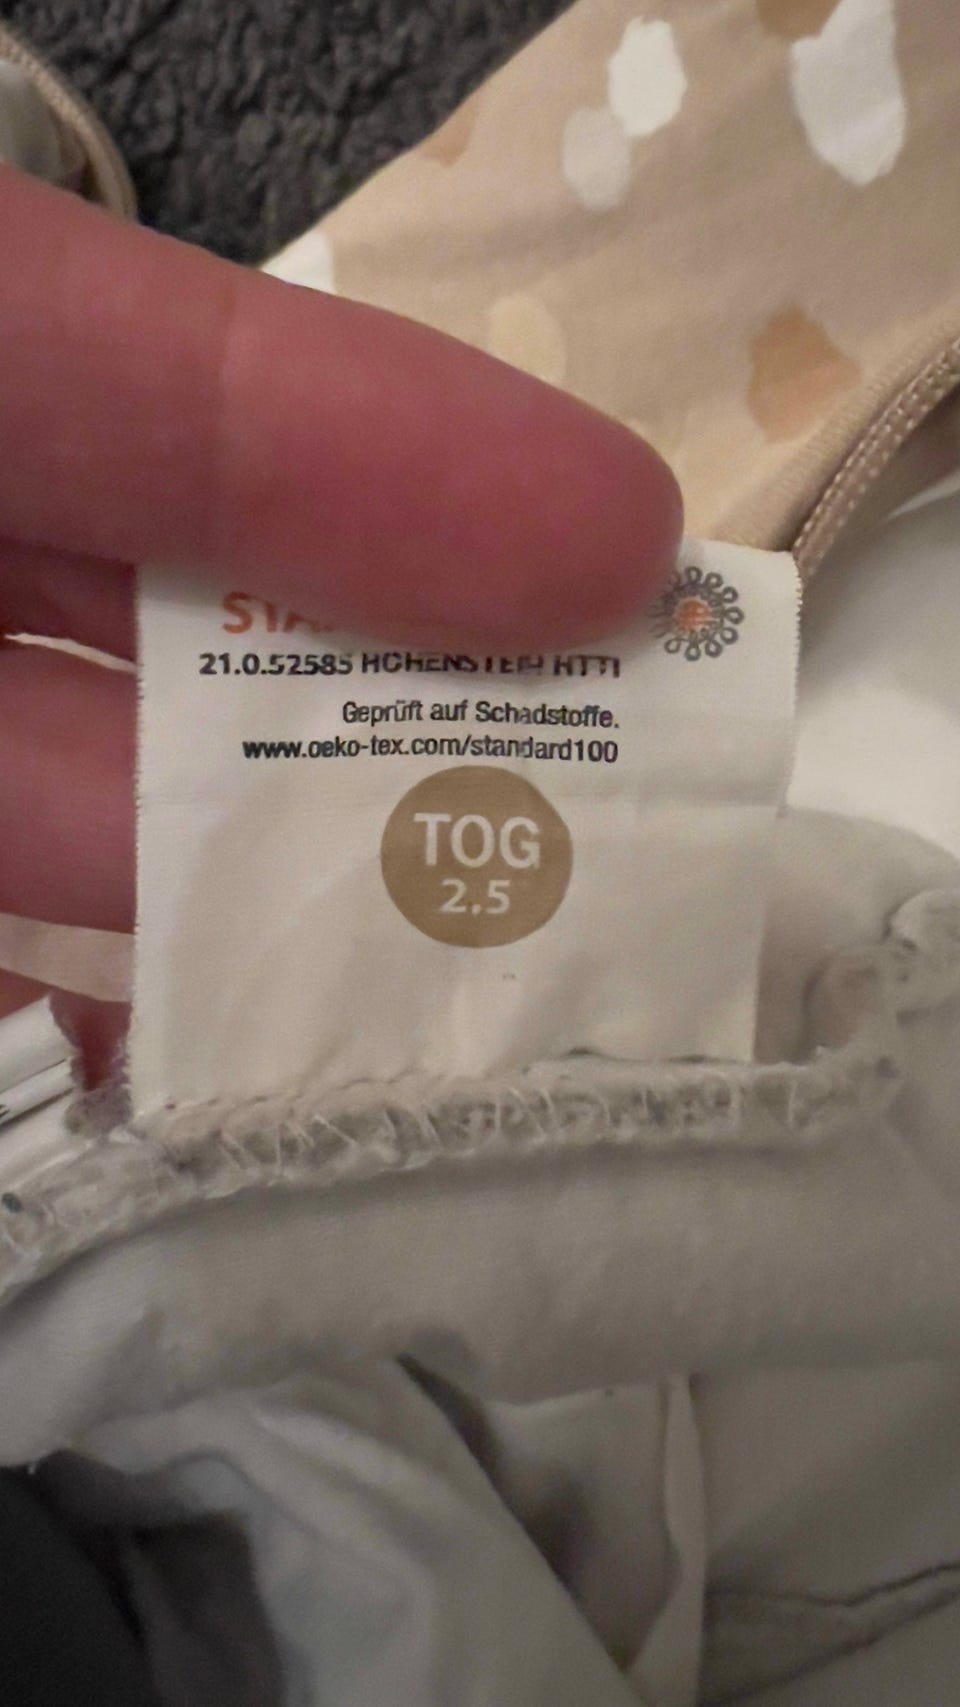 21.0.52585 HOHENSTEIN HTTI
Geprüft auf Schadstoffe.
www.oeko-tex.com/standard100
TOG
2.5